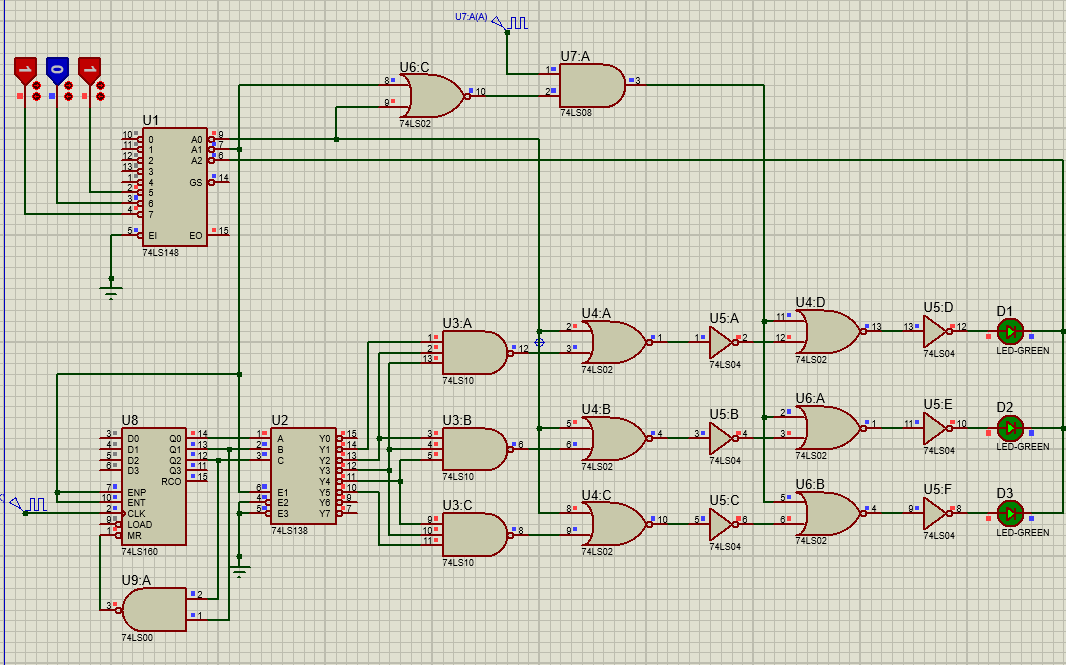 U7:A(A)
1 0 1
U6:C
8
9
10
74LS02
U7:A
1
2
3
74LS08
U1
10 0 A0 9
11 1 A1 7
12 2 A2 6
13 3
1 4 GS 14
2 5
3 6
4 7
5 EI EO 15
74LS148
U3:A
1
2
13
12
74LS10
U4:A
2
3
1
74LS02
U5:A
1 2
74LS04
U4:D
11
12
13
74LS02
U5:D
13 12
74LS04
D1
LED-GREEN
U3:B
3
4
5
6
74LS10
U4:B
5
6
4
74LS02
U5:B
3 4
74LS04
U6:A
2
3
1
74LS02
U5:E
11 10
74LS04
D2
LED-GREEN
U3:C
9
10
11
8
74LS10
U4:C
8
9
10
74LS02
U5:C
5 6
74LS04
U6:B
5
6
4
74LS02
U5:F
9 8
74LS04
D3
LED-GREEN
U8
3 D0 Q0 14
4 D1 Q1 13
5 D2 Q2 12
6 D3 Q3 11
RCO 15
7 ENP
10 ENT
2 CLK
9 LOAD
1 MR
74LS160
U2
1 A Y0 15
2 B Y1 14
3 C Y2 13
Y3 12
Y4 11
6 E1 Y5 10
4 E2 Y6 9
5 E3 Y7 7
74LS138
U9:A
3
2
1
74LS00